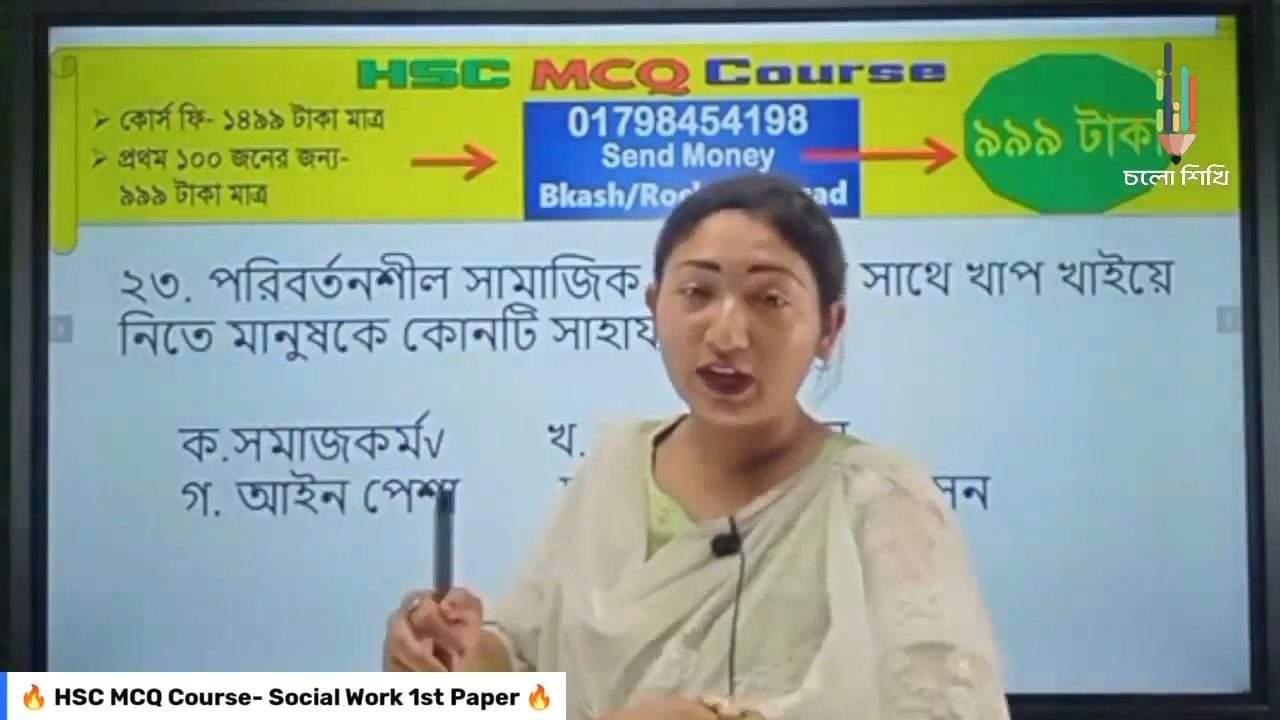 HSC MCQ Course
➢ কোর্স ফি- ১৪৯৯ টাকা মাত্র
➢ প্রথম ১০০ জনের জন্য-
৯৯৯ টাকা মাত্র
01798454198
Send Money
৯৯৯ টাকা
চলো শিখি
২৩. পরিবর্তনশীল সামাজিক সাথে খাপ খাইয়ে
নিতে মানুষকে কোনটি
ক.সমাজকর্ম√ খ.
গ. আইন পেশা
🔥 HSC MCQ Course- Social Work 1st Paper 🔥